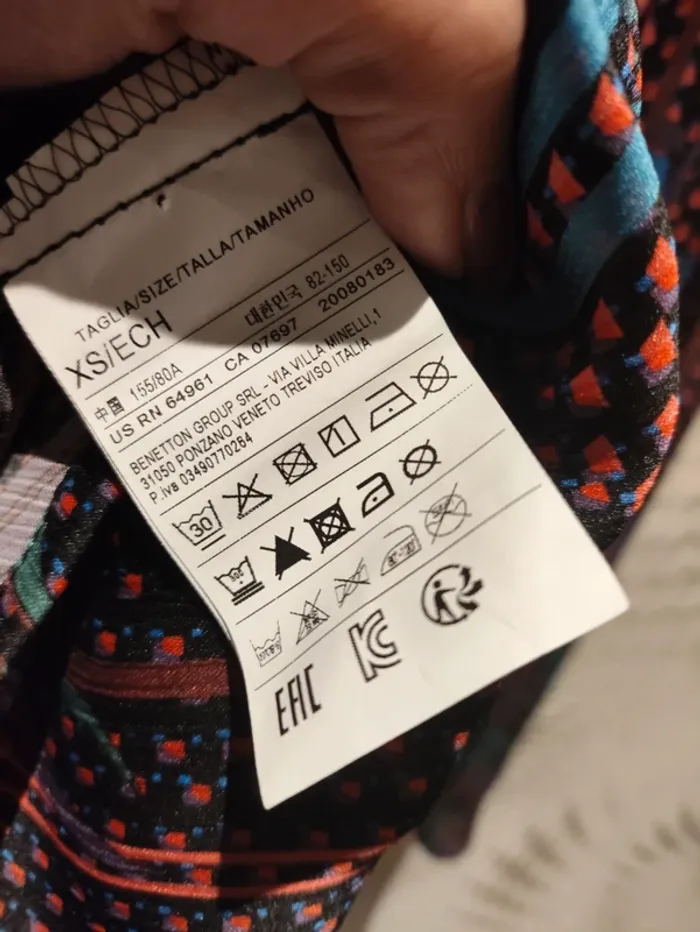 TAGLIA/SIZE/TALLA/TAMANHO
XS/ECH 대한민국 82-150
中国 155/80A
US RN 64961 CA 07697 20080183
BENETTON GROUP SRL - VIA VILLA MINELLI,1
31050 PONZANO VENETO TREVISO ITALIA
P.iva 03490770264
30
EAC KC